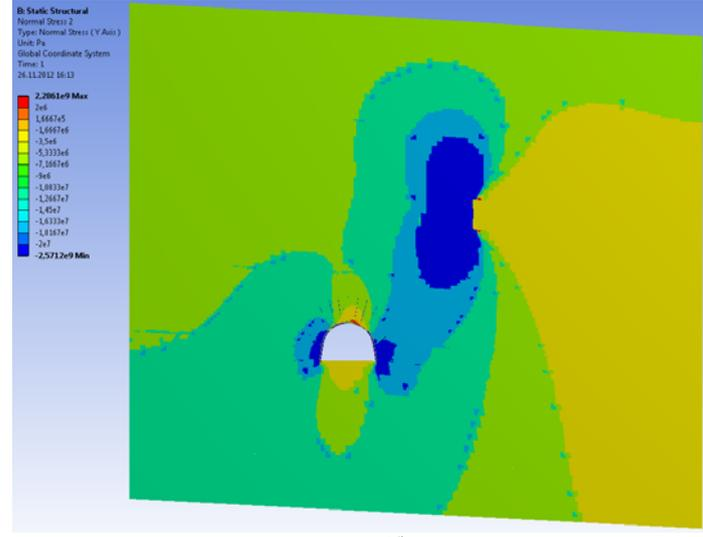 B: Static Structural
Normal Stress 2
Type: Normal Stress ( Y Axis )
Unit: Pa
Global Coordinate System
Time: 1
26.11.2012 16:13
2,2861e9 Max
2e6
1,6667e5
-1,6667e6
-3,5e6
-5,3333e6
-7,1667e6
-9e6
-1,0833e7
-1,2667e7
-1,45e7
-1,6333e7
-1,8167e7
-2e7
-2,5712e9 Min